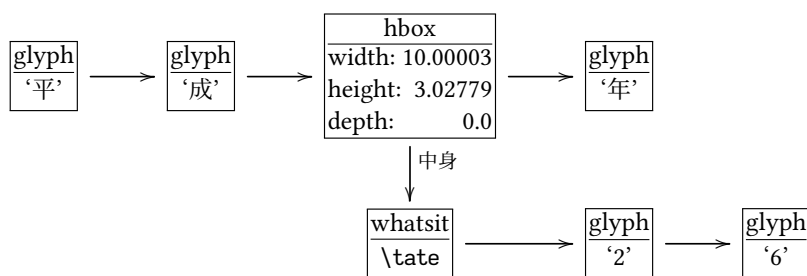 glyph
‘平’
glyph
‘成’
hbox
width: 10.00003
height: 3.02779
depth: 0.0
glyph
‘年’
中身
whatsit
\tate
glyph
‘2’
glyph
‘6’